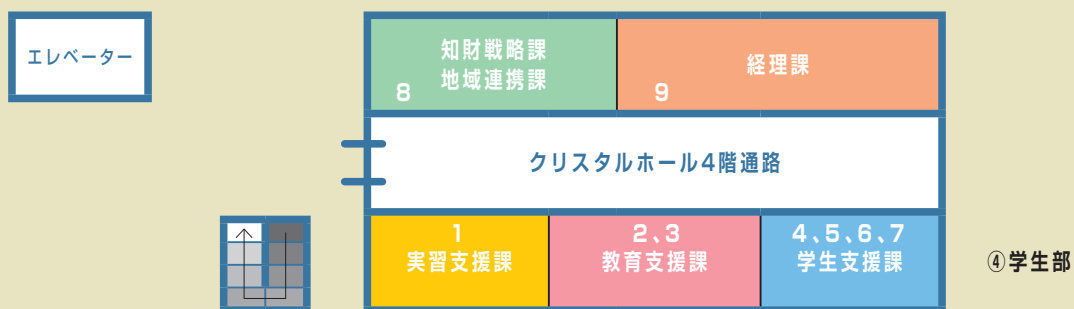 エレベーター
知財戦略課
地域連携課
8
経理課
9
クリスタルホール4階通路
1
実習支援課
2、3
教育支援課
4、5、6、7
学生支援課
④学生部